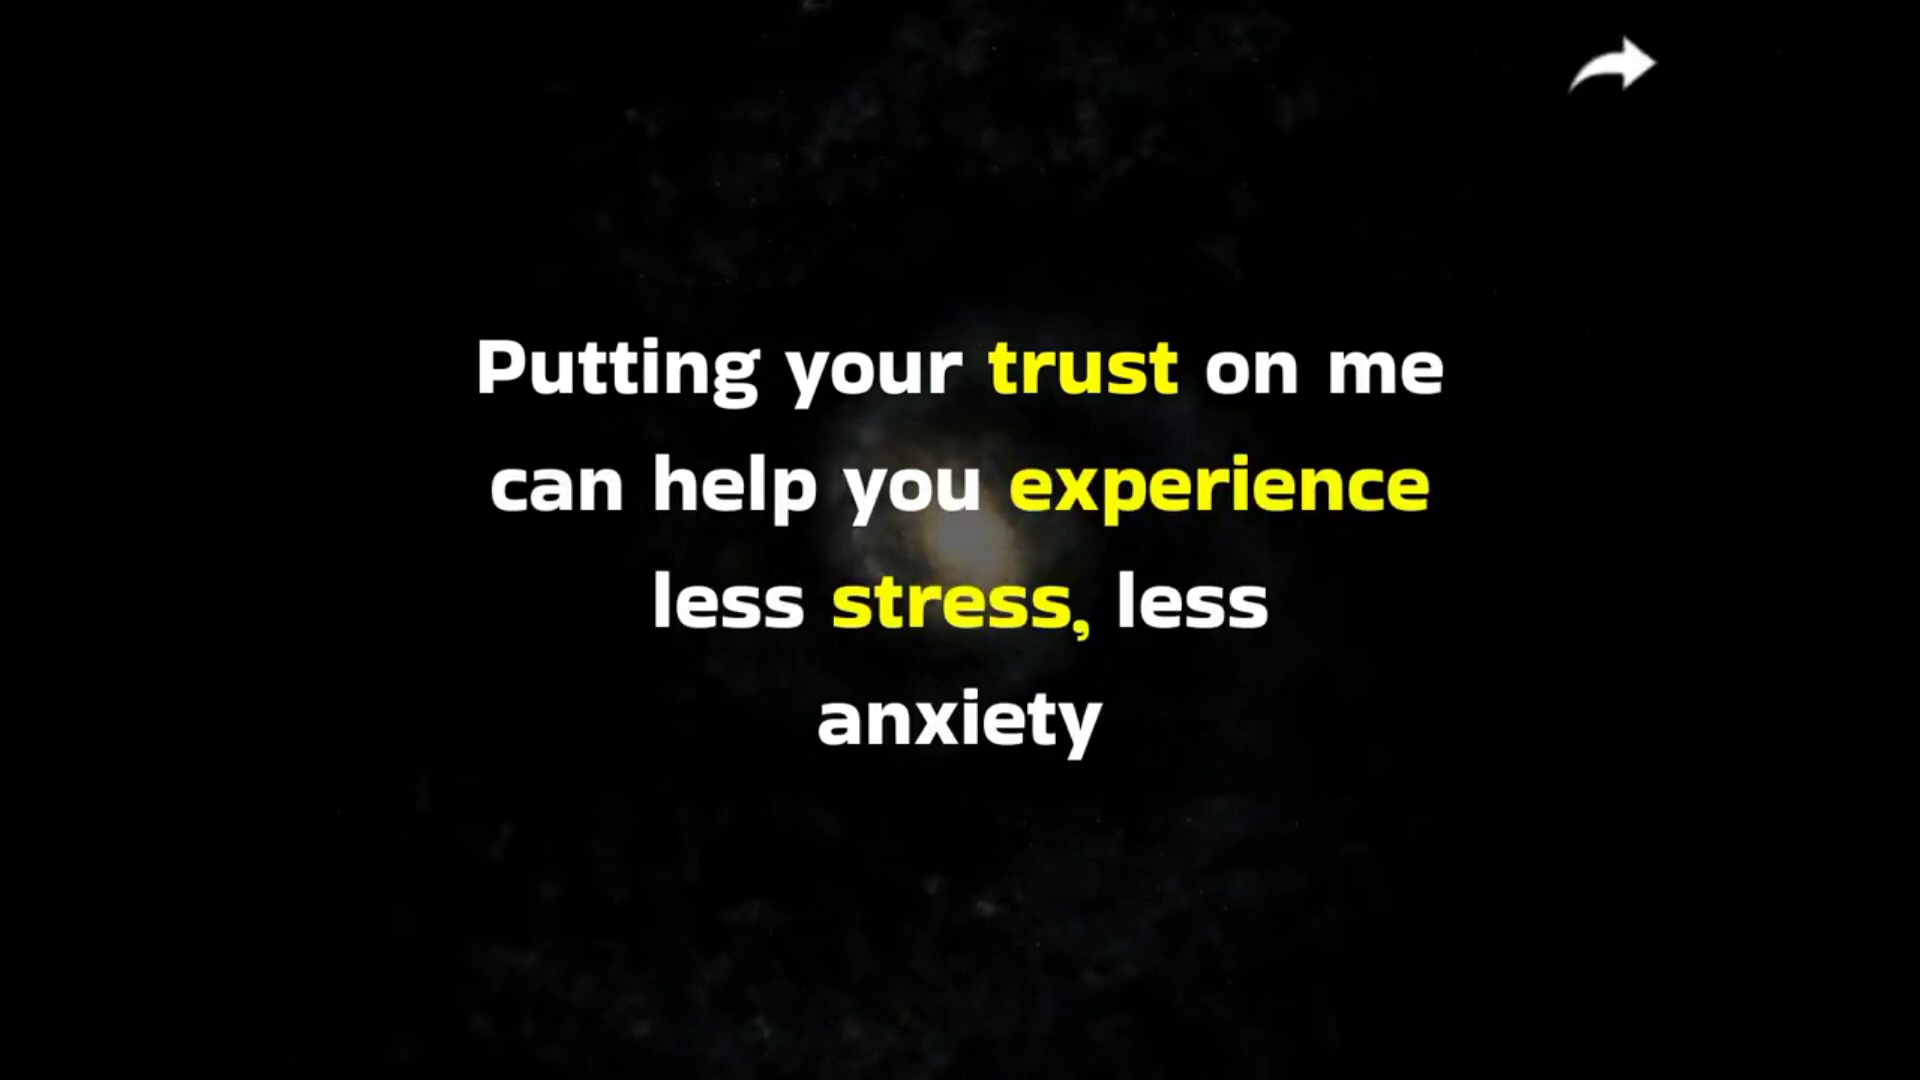 Putting your trust on me
can help you experience
less stress, less
anxiety